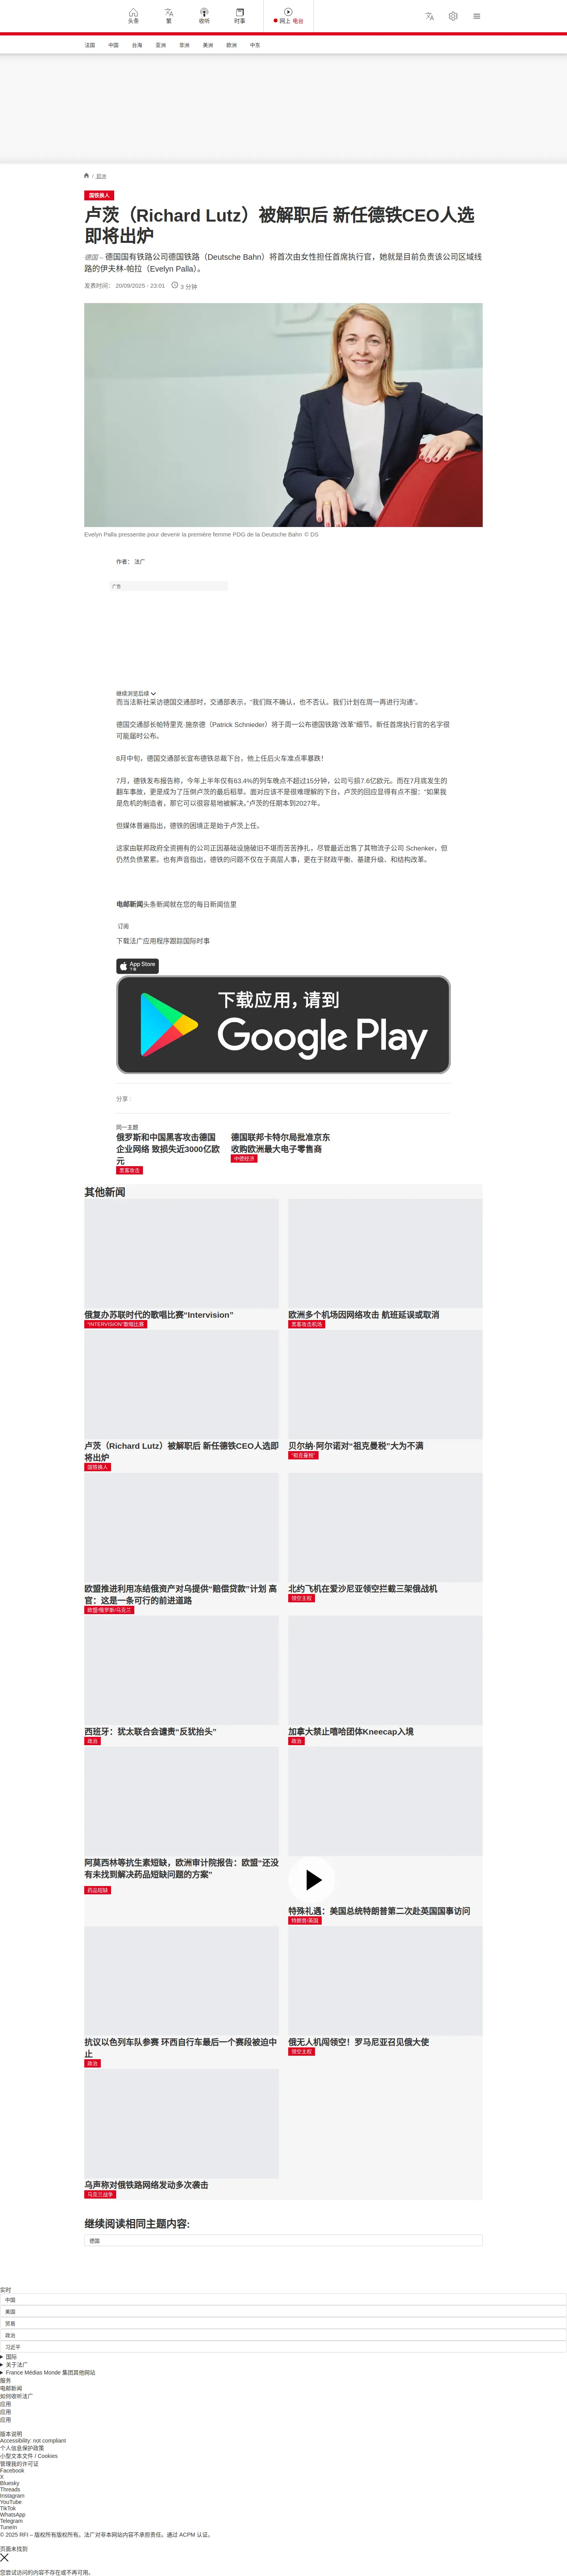 头条
繁
收听
时事
网上 电台
法国
中国
台海
亚洲
非洲
美洲
欧洲
中东
/ 欧洲
国铁换人
卢茨（Richard Lutz）被解职后 新任德铁CEO人选
即将出炉
德国 – 德国国有铁路公司德国铁路（Deutsche Bahn）将首次由女性担任首席执行官，她就是目前负责该公司区域线
路的伊夫林-帕拉（Evelyn Palla）。
发表时间： 20/09/2025 - 23:01
3 分钟
Evelyn Palla pressentie pour devenir la première femme PDG de la Deutsche Bahn © DS
作者： 法广
广告
继续浏览后续
而当法新社采访德国交通部时，交通部表示，“我们既不确认，也不否认。我们计划在周一再进行沟通”。
德国交通部长帕特里克·施奈德（Patrick Schnieder）将于周一公布德国铁路“改革”细节。新任首席执行官的名字很
可能届时公布。
8月中旬，德国交通部长宣布德铁总裁下台，他上任后火车准点率暴跌！
7月，德铁发布报告称，今年上半年仅有63.4%的列车晚点不超过15分钟，公司亏损7.6亿欧元。而在7月底发生的
翻车事故，更是成为了压倒卢茨的最后稻草。面对应该不是很难理解的下台，卢茨的回应显得有点不服：“如果我
是危机的制造者，那它可以很容易地被解决。”卢茨的任期本到2027年。
但媒体普遍指出，德铁的困境正是始于卢茨上任。
这家由联邦政府全资拥有的公司正因基础设施破旧不堪而苦苦挣扎，尽管最近出售了其物流子公司 Schenker，但
仍然负债累累。也有声音指出，德铁的问题不仅在于高层人事，更在于财政平衡、基建升级、和结构改革。
电邮新闻头条新闻就在您的每日新闻信里
订阅
下载法广应用程序跟踪国际时事
App Store
下载
下载应用，请到
Google Play
分享 :
同一主题
俄罗斯和中国黑客攻击德国
企业网络 致损失近3000亿欧
元
黑客攻击
德国联邦卡特尔局批准京东
收购欧洲最大电子零售商
中德经济
其他新闻
俄复办苏联时代的歌唱比赛“Intervision”
“INTERVISION”歌唱比赛
欧洲多个机场因网络攻击 航班延误或取消
黑客攻击机场
卢茨（Richard Lutz）被解职后 新任德铁CEO人选即
将出炉
国铁换人
贝尔纳·阿尔诺对“祖克曼税”大为不满
“祖克曼税”
欧盟推进利用冻结俄资产对乌提供“赔偿贷款”计划 高
官：这是一条可行的前进道路
欧盟/俄罗斯/乌克兰
北约飞机在爱沙尼亚领空拦截三架俄战机
领空主权
西班牙：犹太联合会谴责“反犹抬头”
政治
加拿大禁止嘻哈团体Kneecap入境
政治
阿莫西林等抗生素短缺，欧洲审计院报告：欧盟“还没
有未找到解决药品短缺问题的方案”
药品短缺
特殊礼遇：美国总统特朗普第二次赴英国国事访问
特朗普/英国
抗议以色列车队参赛 环西自行车最后一个赛段被迫中
止
政治
俄无人机闯领空！罗马尼亚召见俄大使
领空主权
乌声称对俄铁路网络发动多次袭击
乌克兰战争
继续阅读相同主题内容:
德国
实时
中国
美国
贸易
政治
习近平
国际
关于法广
France Médias Monde 集团其他网站
服务
电邮新闻
如何收听法广
应用
应用
应用
版本说明
Accessibility: not compliant
个人信息保护政策
小型文本文件 / Cookies
管理我的许可证
Facebook
X
Bluesky
Threads
Instagram
YouTube
TikTok
WhatsApp
Telegram
TuneIn
© 2025 RFI – 版权所有版权所有。法广对非本网站内容不承担责任。通过 ACPM 认证。
页面未找到
您尝试访问的内容不存在或不再可用。